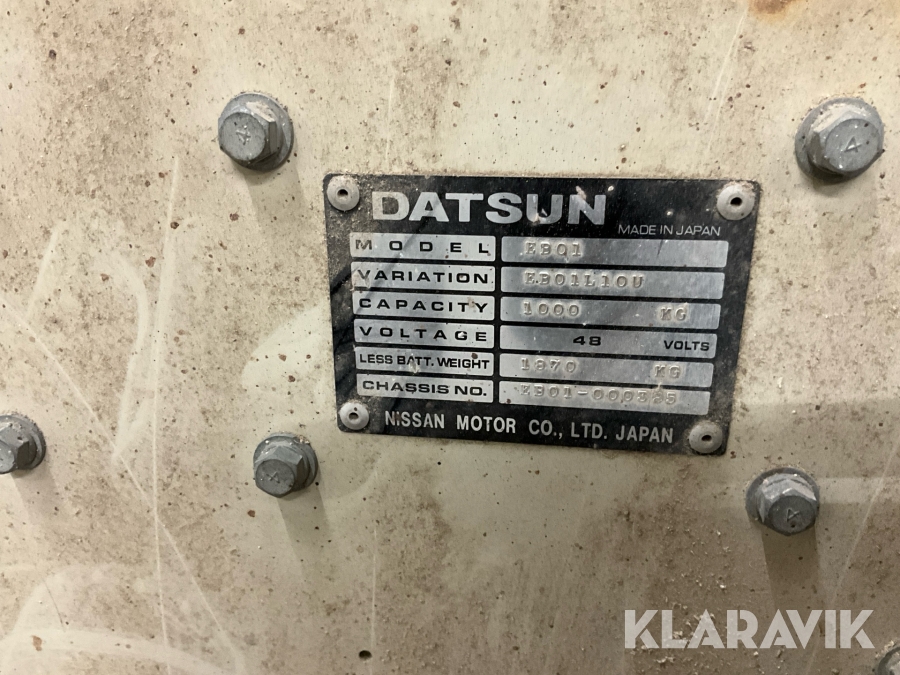 DATSUN
MADE IN JAPAN
MODEL EB01
VARIATION EB01L10U
CAPACITY 1000 KG
VOLTAGE 48 VOLTS
LESS BATT. WEIGHT 1870 KG
CHASSIS NO.
NISSAN MOTOR CO., LTD. JAPAN
KLARAVIK